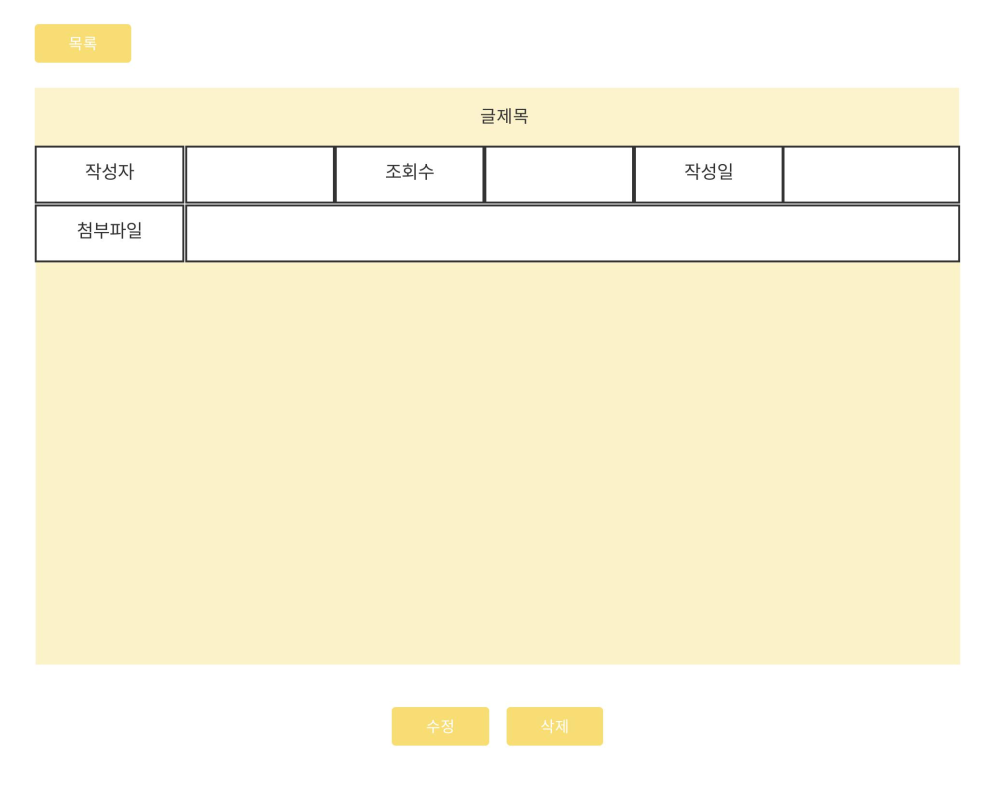 목록
글제목
작성자 조회수 작성일
첨부파일
수정 삭제